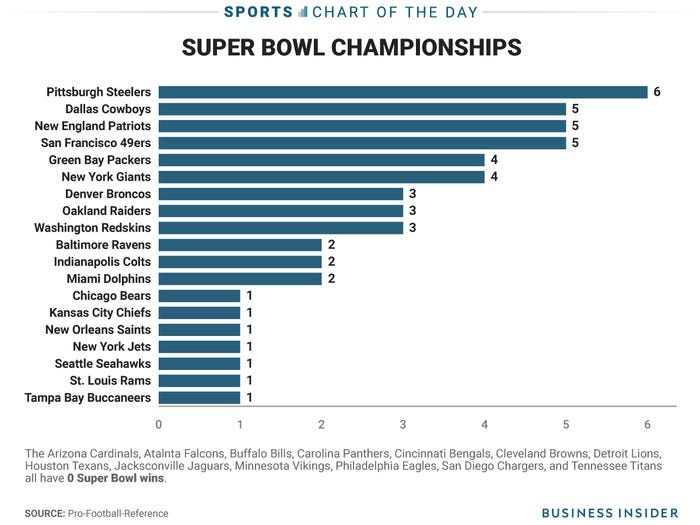 SPORTS CHART OF THE DAY
SUPER BOWL CHAMPIONSHIPS
Pittsburgh Steelers 6
Dallas Cowboys 5
New England Patriots 5
San Francisco 49ers 5
Green Bay Packers 4
New York Giants 4
Denver Broncos 3
Oakland Raiders 3
Washington Redskins 3
Baltimore Ravens 2
Indianapolis Colts 2
Miami Dolphins 2
Chicago Bears 1
Kansas City Chiefs 1
New Orleans Saints 1
New York Jets 1
Seattle Seahawks 1
St. Louis Rams 1
Tampa Bay Buccaneers 1
0 1 2 3 4 5 6
The Arizona Cardinals, Atalnta Falcons, Buffalo Bills, Carolina Panthers, Cincinnati Bengals, Cleveland Browns, Detroit Lions,
Houston Texans, Jacksconville Jaguars, Minnesota Vikings, Philadelphia Eagles, San Diego Chargers, and Tennessee Titans
all have 0 Super Bowl wins.
SOURCE: Pro-Football-Reference
BUSINESS INSIDER